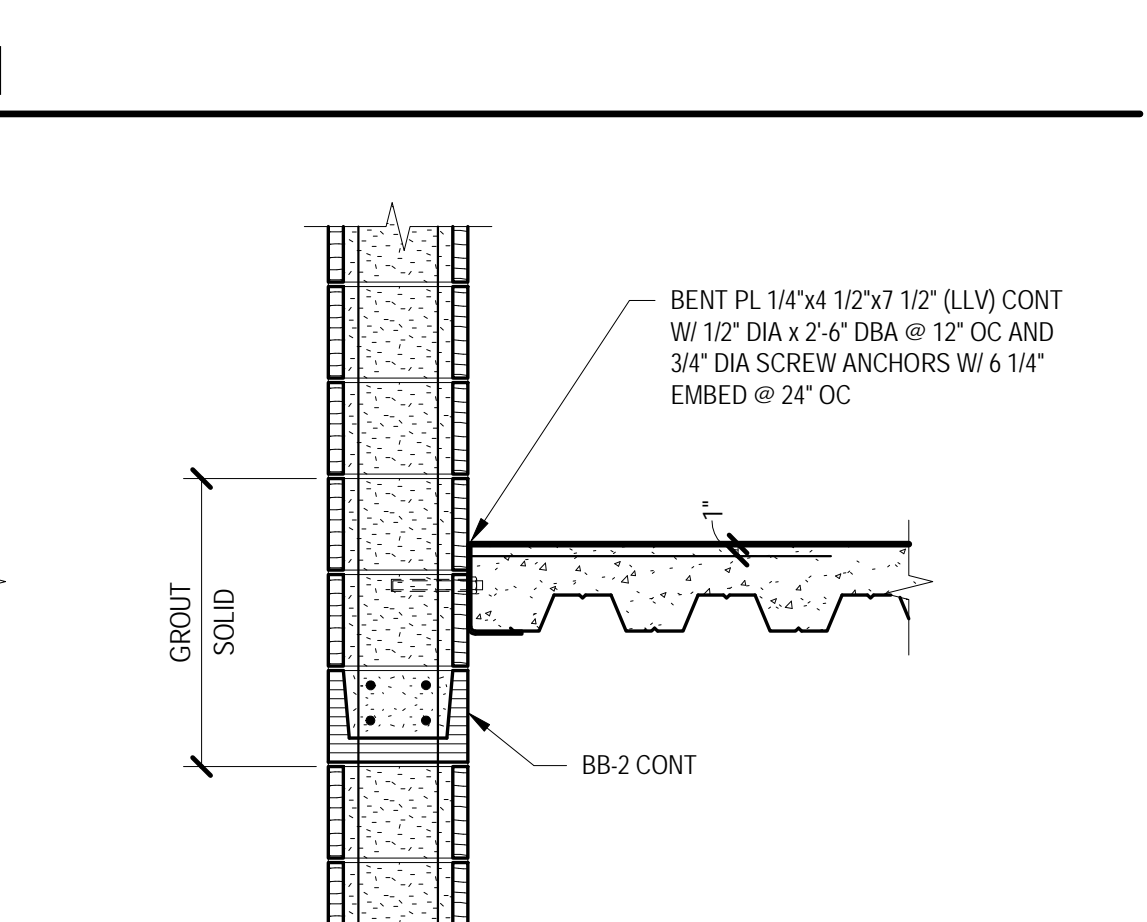 BENT PL 1/4"x4 1/2"x7 1/2" (LLV) CONT
W/ 1/2" DIA x 2'-6" DBA @ 12" OC AND
3/4" DIA SCREW ANCHORS W/ 6 1/4"
EMBED @ 24" OC
1"
GROUT
SOLID
BB-2 CONT